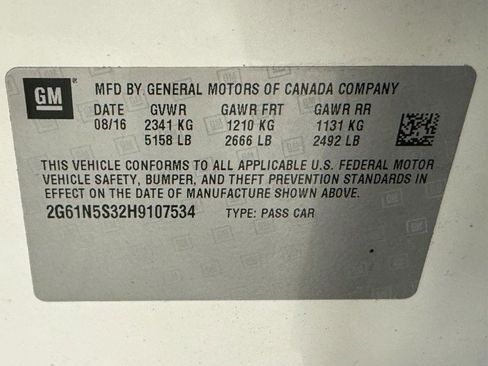 GM MFD BY GENERAL MOTORS OF CANADA COMPANY
DATE GVWR GAWR FRT GAWR RR
08/16 2341 KG 1210 KG 1131 KG
5158 LB 2666 LB 2492 LB
THIS VEHICLE CONFORMS TO ALL APPLICABLE U.S. FEDERAL MOTOR
VEHICLE SAFETY, BUMPER, AND THEFT PREVENTION STANDARDS IN
EFFECT ON THE DATE OF MANUFACTURE SHOWN ABOVE.
2G61N5S32H9107534 TYPE: PASS CAR